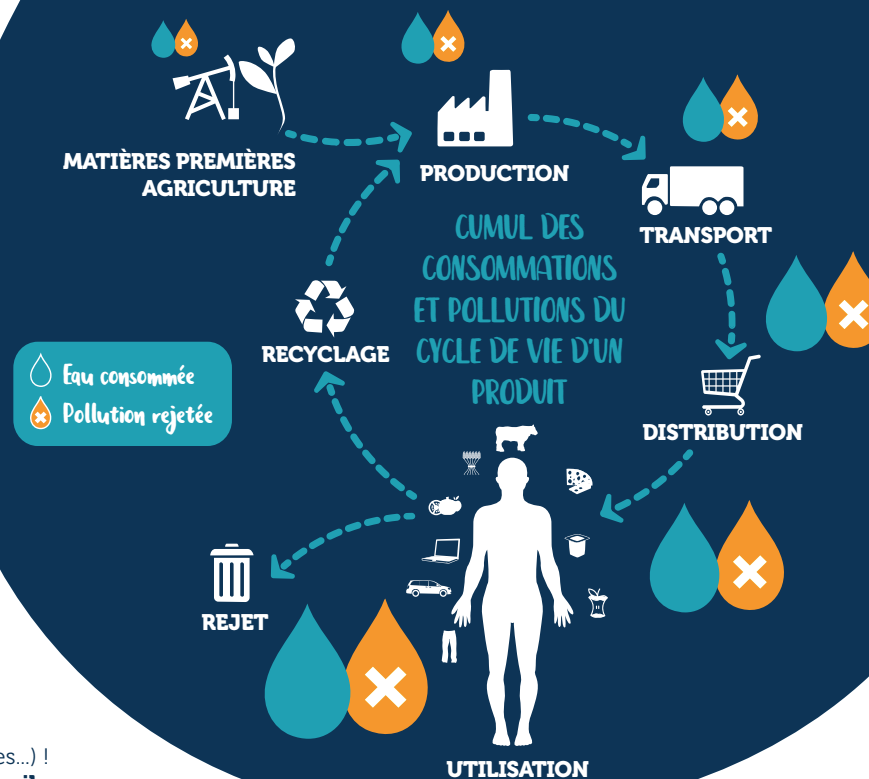 MATIÈRES PREMIÈRES
AGRICULTURE
PRODUCTION
TRANSPORT
CUMUL DES
CONSOMMATIONS
ET POLLUTIONS DU
CYCLE DE VIE D'UN
PRODUIT
RECYCLAGE
Eau consommée
Pollution rejetée
DISTRIBUTION
REJET
UTILISATION
es...) !